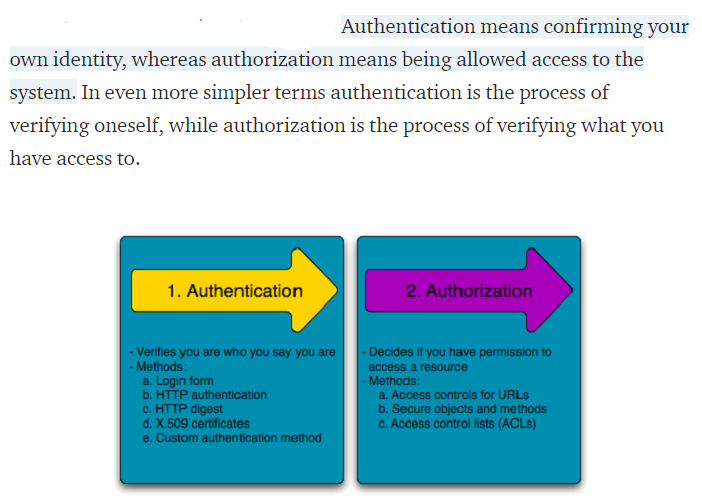 Authentication means confirming your
own identity, whereas authorization means being allowed access to the
system. In even more simpler terms authentication is the process of
verifying oneself, while authorization is the process of verifying what you
have access to.
1. Authentication
- Verifies you are who you say you are
- Methods:
a. Login form
b. HTTP authentication
c. HTTP digest
d. X.509 certificates
e. Custom authentication method
2. Authorization
- Decides if you have permission to
access a resource
- Methods:
a. Access controls for URLs
b. Secure objects and methods
c. Access control lists (ACLs)